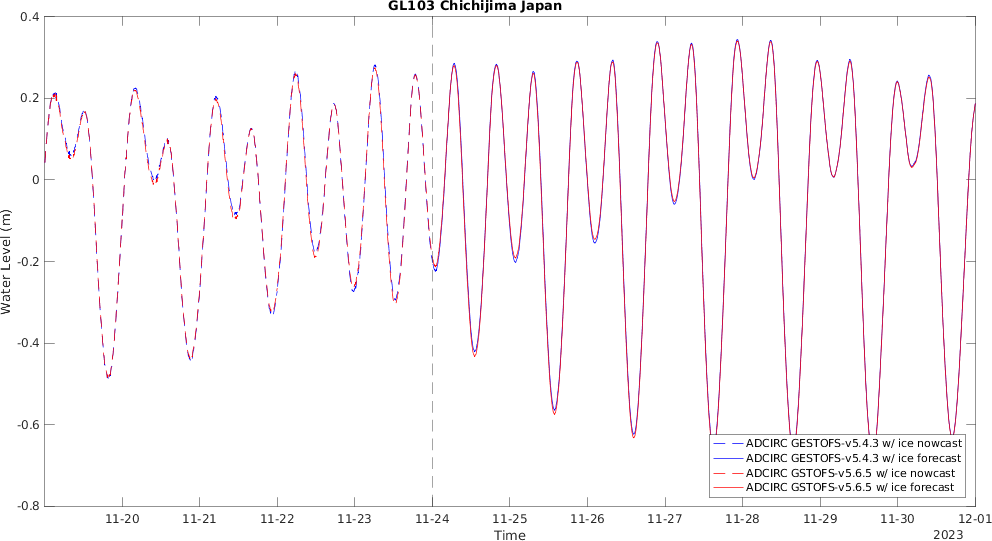 GL103 Chichijima Japan
0.4
0.2
0
-0.2
-0.4
-0.6
-0.8
Water Level (m)
ADCIRC GESTOFS-v5.4.3 w/ ice nowcast
ADCIRC GESTOFS-v5.4.3 w/ ice forecast
ADCIRC GSTOFS-v5.6.5 w/ ice nowcast
ADCIRC GSTOFS-v5.6.5 w/ ice forecast
11-20 11-21 11-22 11-23 11-24 11-25 11-26 11-27 11-28 11-29 11-30 12-01
Time
2023